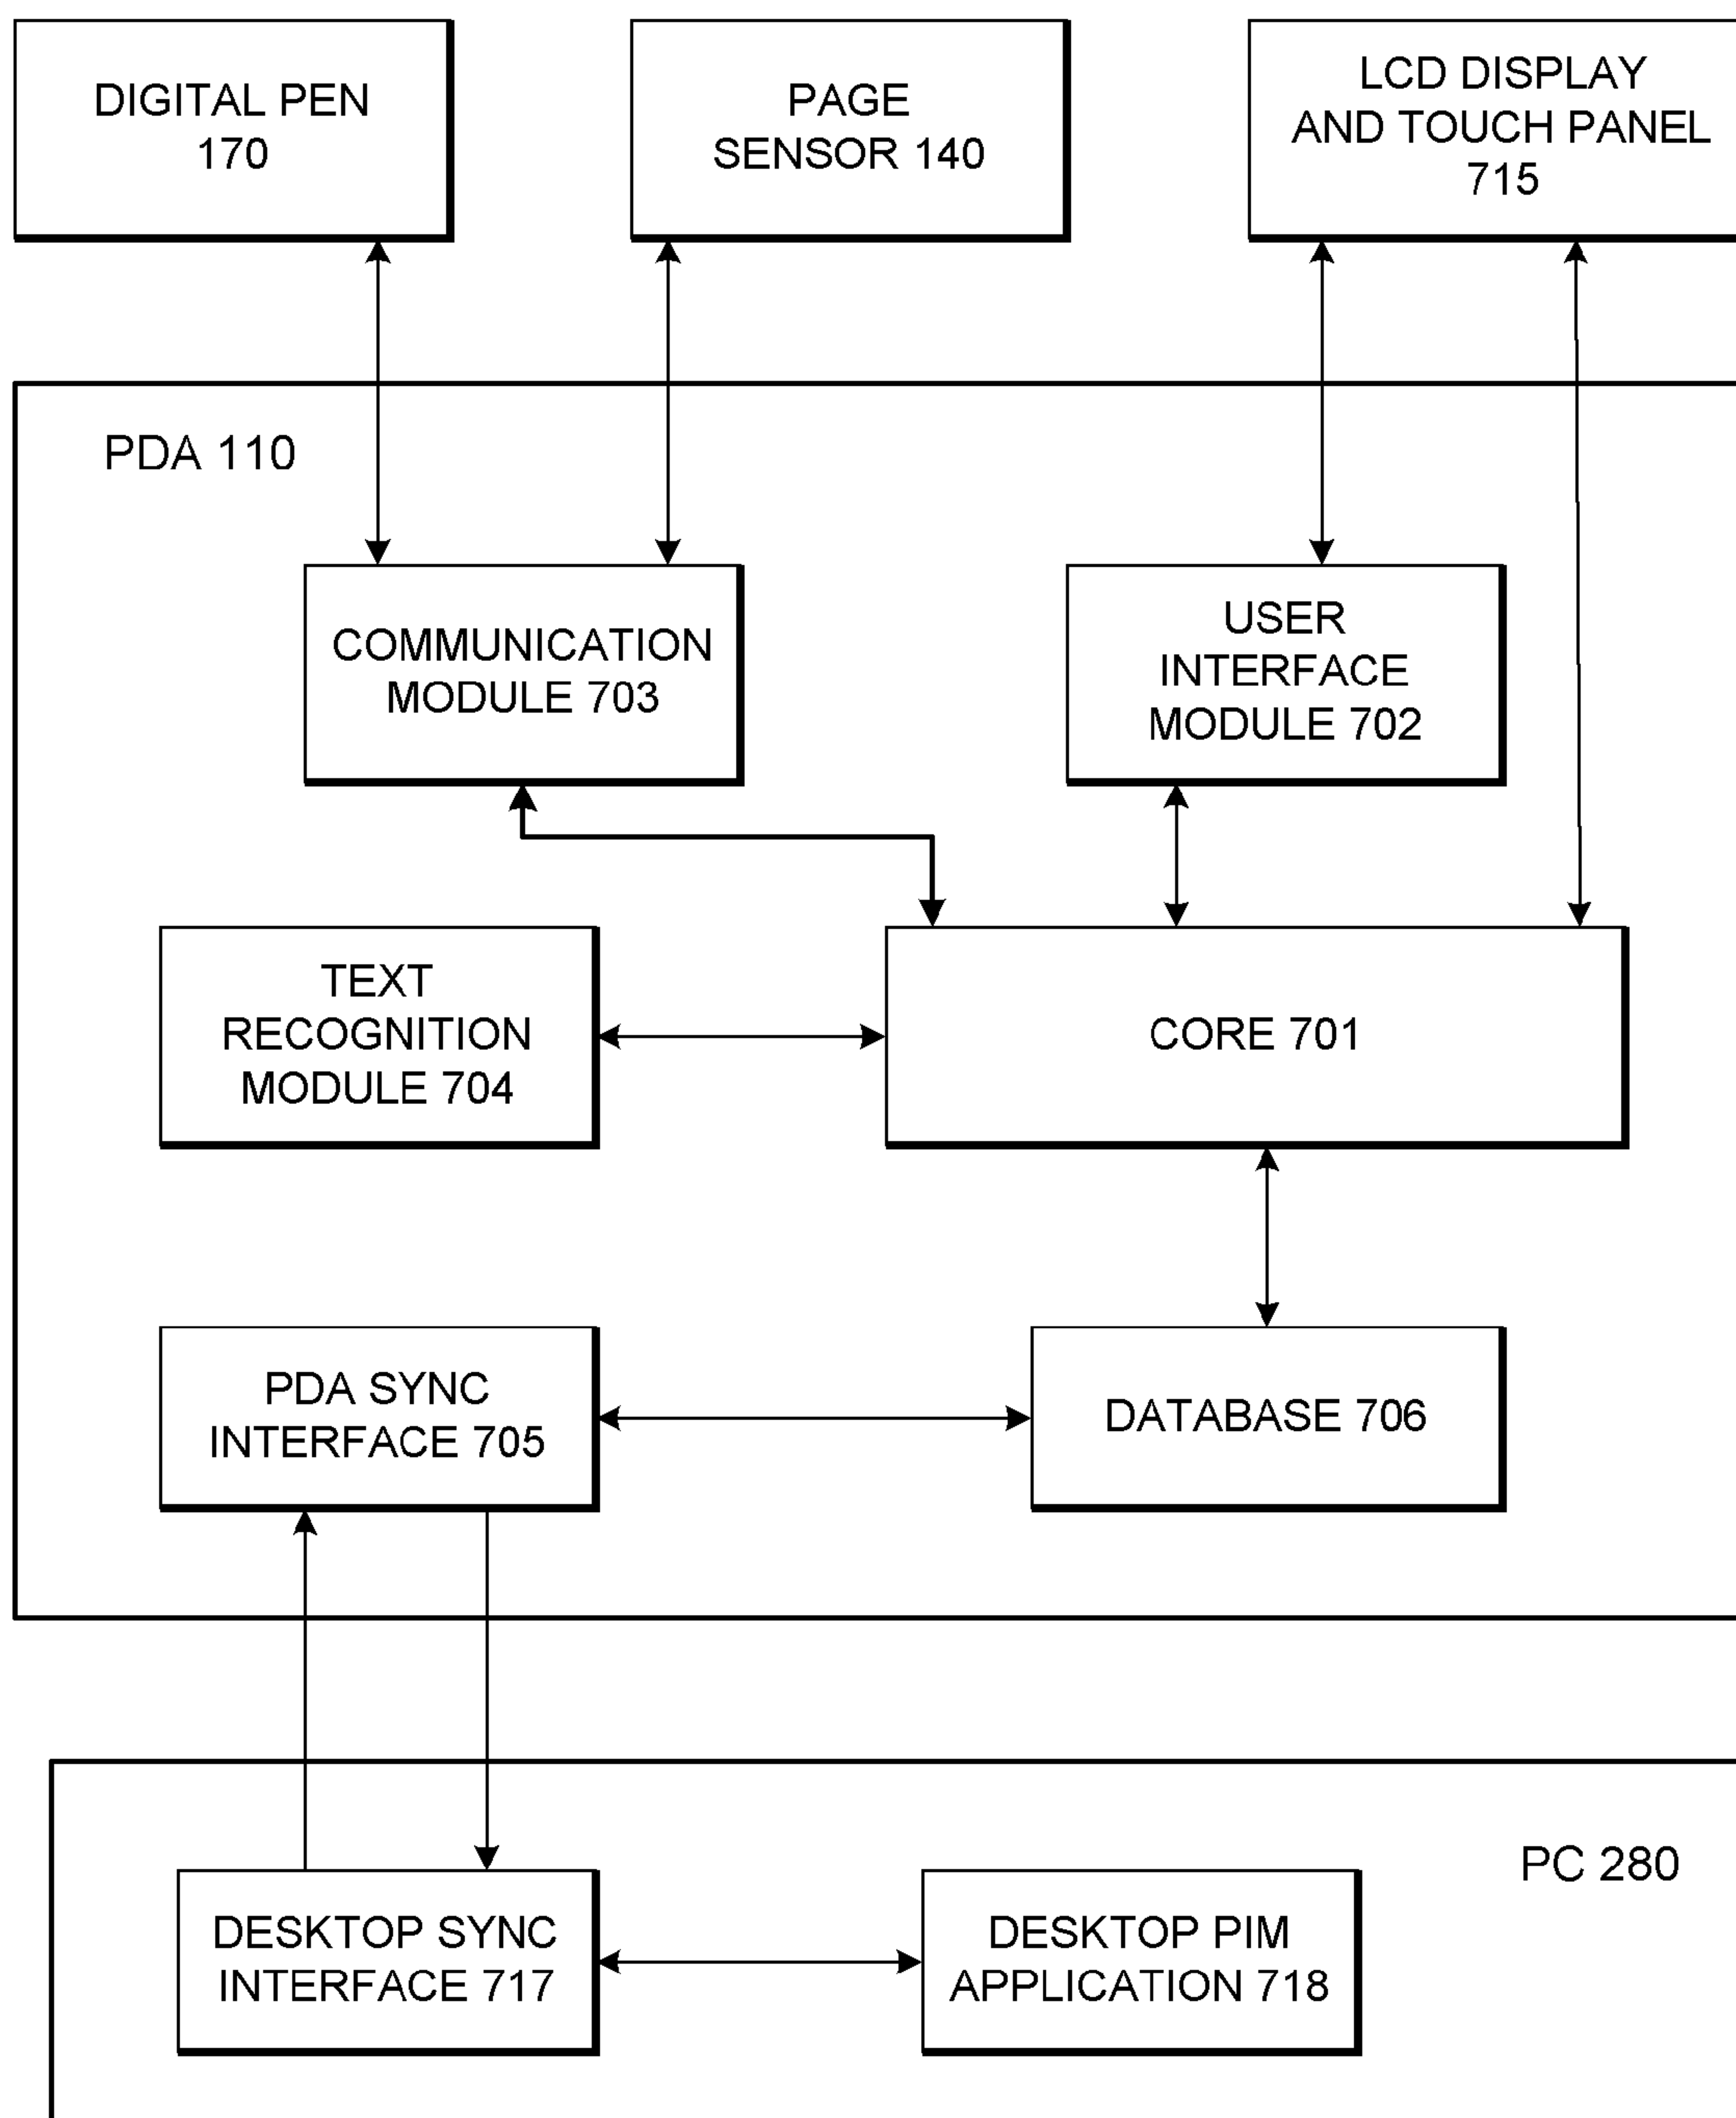 DIGITAL PEN
170
PAGE
SENSOR 140
LCD DISPLAY
AND TOUCH PANEL
715
PDA 110
COMMUNICATION
MODULE 703
USER
INTERFACE
MODULE 702
TEXT
RECOGNITION
MODULE 704
CORE 701
PDA SYNC
INTERFACE 705
DATABASE 706
PC 280
DESKTOP SYNC
INTERFACE 717
DESKTOP PIM
APPLICATION 718